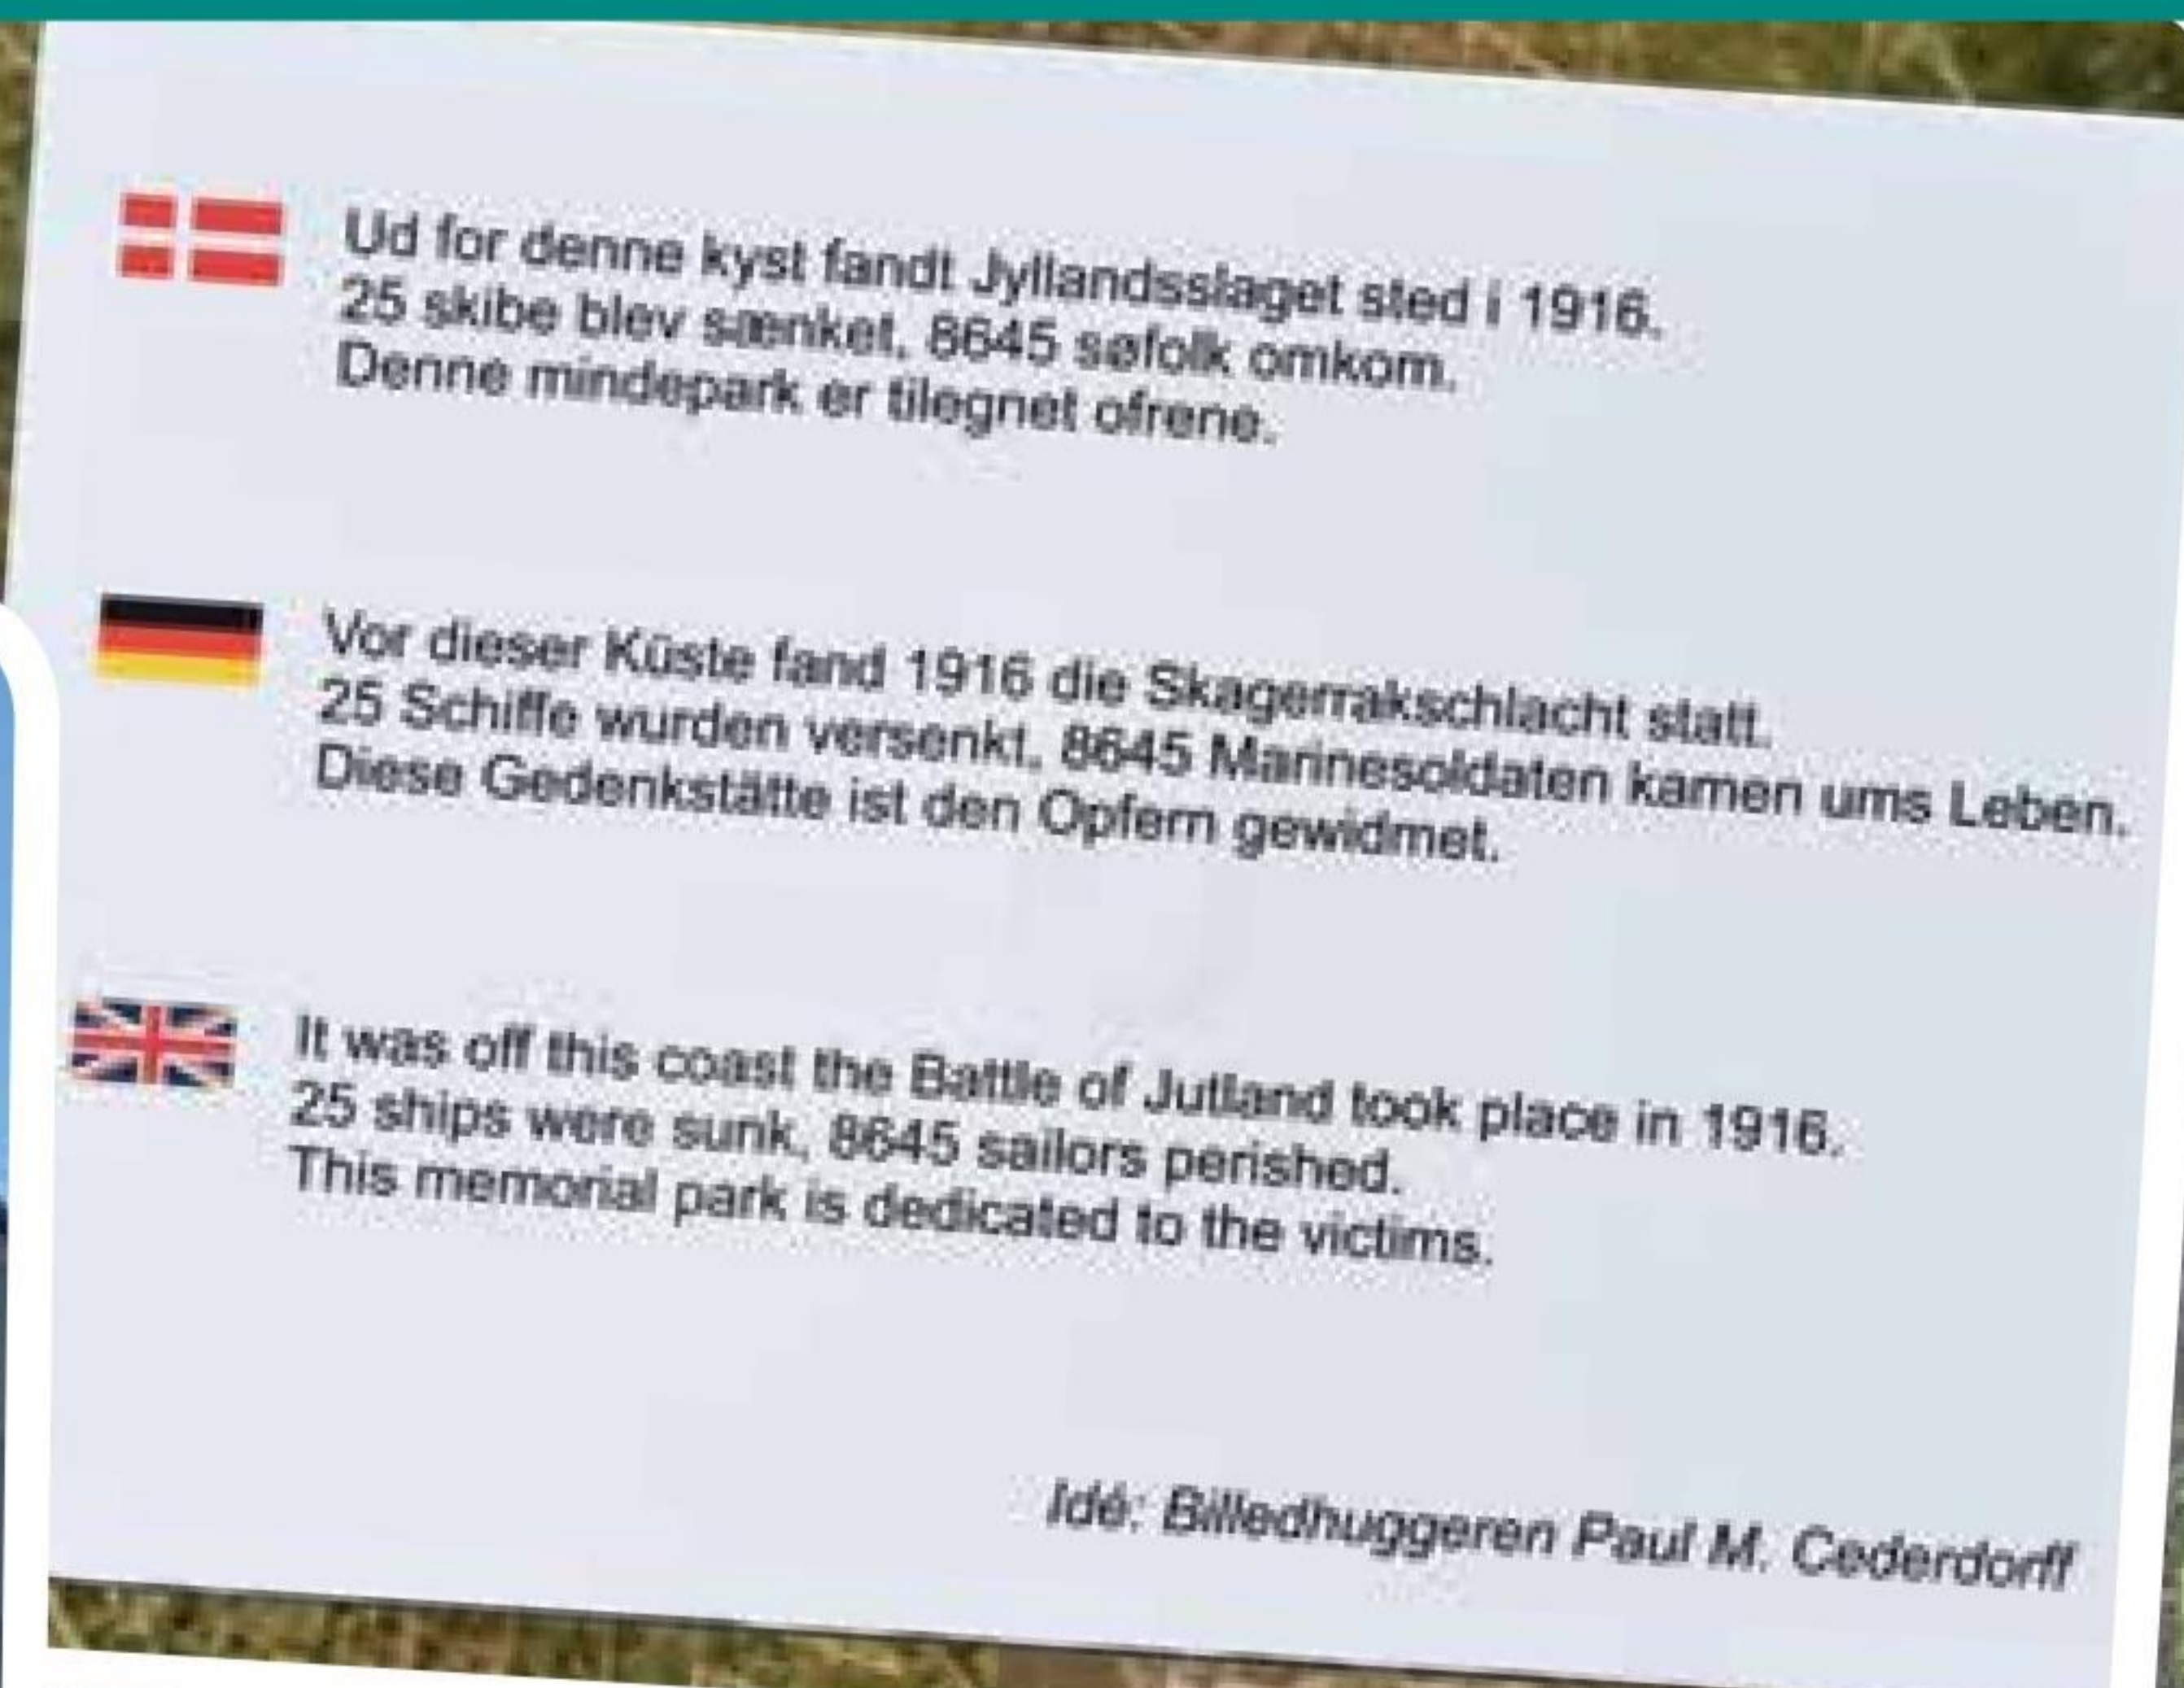 Ud for denne kyst fandt Jyllandsslaget sted i 1916.
25 skibe blev sænket, 8645 søfolk omkom.
Denne mindepark er tilegnet ofrene.
Vor dieser Küste fand 1916 die Skagerrakschlacht statt.
25 Schiffe wurden versenkt, 8645 Marinesoldaten kamen ums Leben.
Diese Gedenkstätte ist den Opfern gewidmet.
It was off this coast the Battle of Jutland took place in 1916.
25 ships were sunk, 8645 sailors perished.
This memorial park is dedicated to the victims.
Idé: Billedhuggeren Paul M. Cederdorff